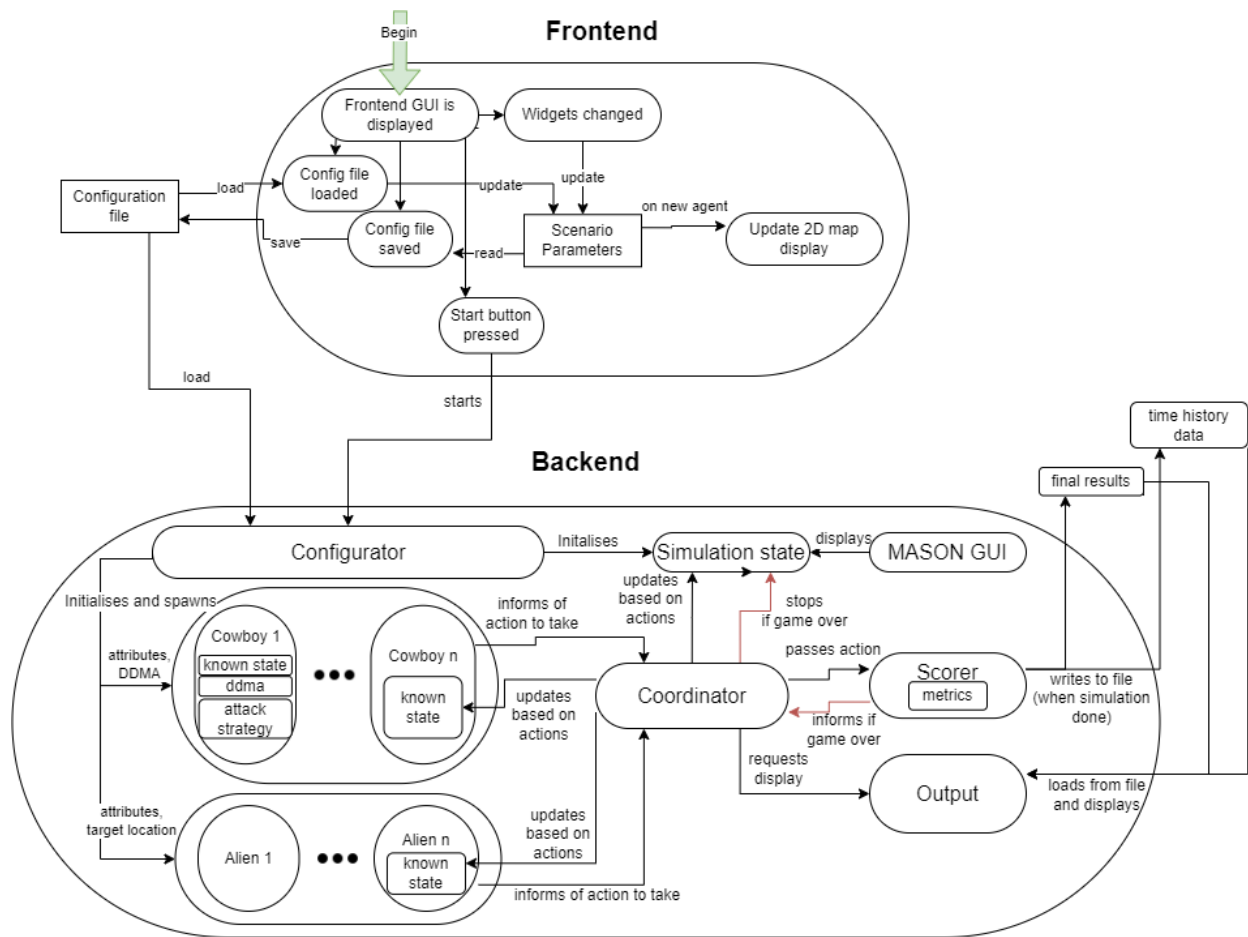 Begin
Frontend
Frontend GUI is
displayed
Widgets changed
Config file
loaded
load
update
update
Configuration
file
on new agent
Config file
saved
save
read
Scenario
Parameters
Update 2D map
display
Start button
pressed
load
starts
time history
data
Backend
final results
Configurator
Initalises
Simulation state
displays
MASON GUI
Initialises and spawns
updates
based on
actions
stops
if game over
informs of
action to take
Cowboy 1
known state
ddma
attack
strategy
Cowboy n
known
state
attributes,
DDMA
passes action
Coordinator
Scorer
metrics
writes to file
(when simulation
done)
updates
based on
actions
informs if
game over
requests
display
Output
loads from file
and displays
attributes,
target location
updates
based on
actions
Alien 1
Alien n
known
state
informs of action to take